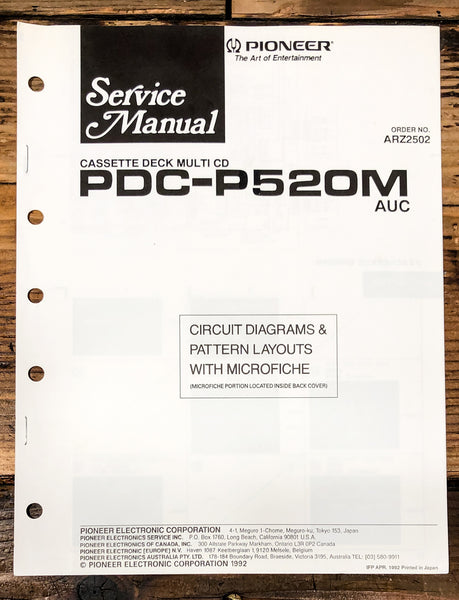 PIONEER
The Art of Entertainment
Service
Manual
ORDER NO.
ARZ2502
CASSETTE DECK MULTI CD
PDC-P520M
AUC
CIRCUIT DIAGRAMS &
PATTERN LAYOUTS
WITH MICROFICHE
(MICROFICHE PORTION LOCATED INSIDE BACK COVER)
PIONEER ELECTRONIC CORPORATION 4-1, Meguro 1-Chome, Meguro-ku, Tokyo 153, Japan
PIONEER ELECTRONICS SERVICE INC. P.O. Box 1760, Long Beach, California 90801 U.S.A.
PIONEER ELECTRONICS OF CANADA, INC. 300 Allstate Parkway Markham, Ontario L3R OP2 Canada
PIONEER ELECTRONIC [EUROPE] N.V. Haven 1087 Keetberglaan 1, 9120 Melsele, Belgium
PIONEER ELECTRONICS AUSTRALIA PTY. LTD. 178-184 Boundary Road, Braeside, Victoria 3195, Australia TEL: [03] 580-9911
© PIONEER ELECTRONIC CORPORATION 1992
IFP APR. 1992 Printed in Japan